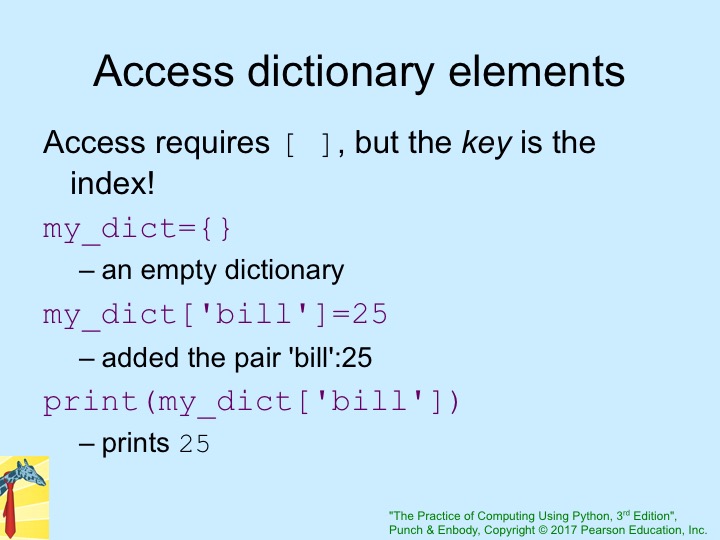 Access dictionary elements
Access requires [ ], but the key is the
index!
my_dict={}
– an empty dictionary
my_dict['bill']=25
– added the pair 'bill':25
print(my_dict['bill'])
– prints 25
"The Practice of Computing Using Python, 3rd Edition",
Punch & Enbody, Copyright © 2017 Pearson Education, Inc.